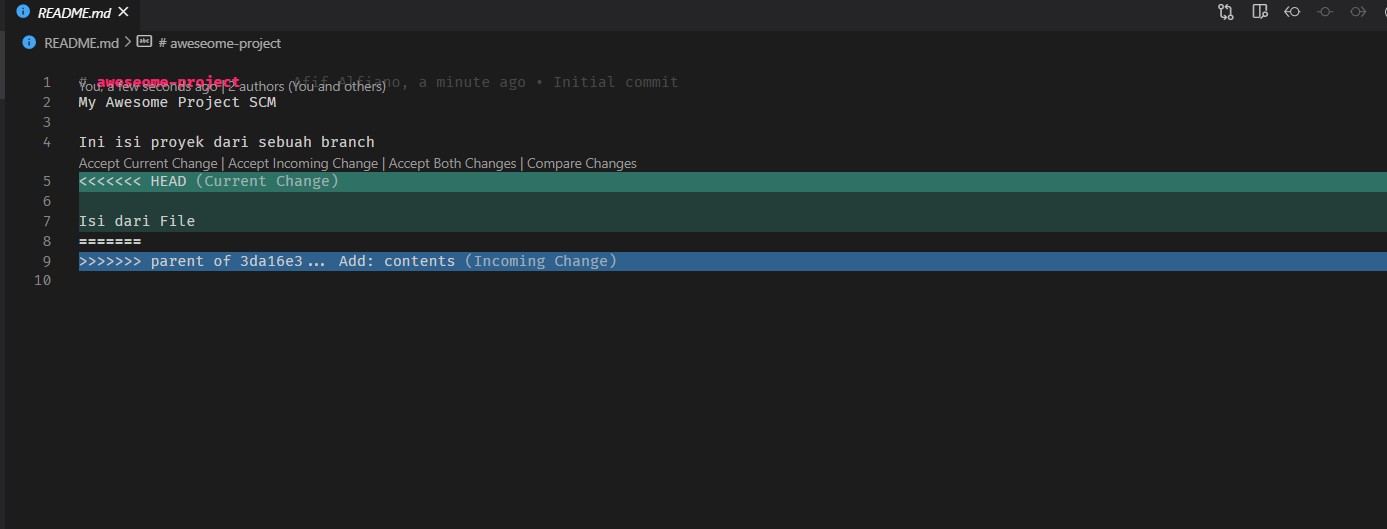 README.md
README.md > # aweseome-project
1 # aweseome-project Afif Alfiano, a minute ago • Initial commit
You, a few seconds ago | 2 authors (You and others)
2 My Awesome Project SCM
3
4 Ini isi proyek dari sebuah branch
Accept Current Change | Accept Incoming Change | Accept Both Changes | Compare Changes
5 <<<<<<< HEAD (Current Change)
6
7 Isi dari File
8 =======
9 >>>>>>> parent of 3da16e3... Add: contents (Incoming Change)
10